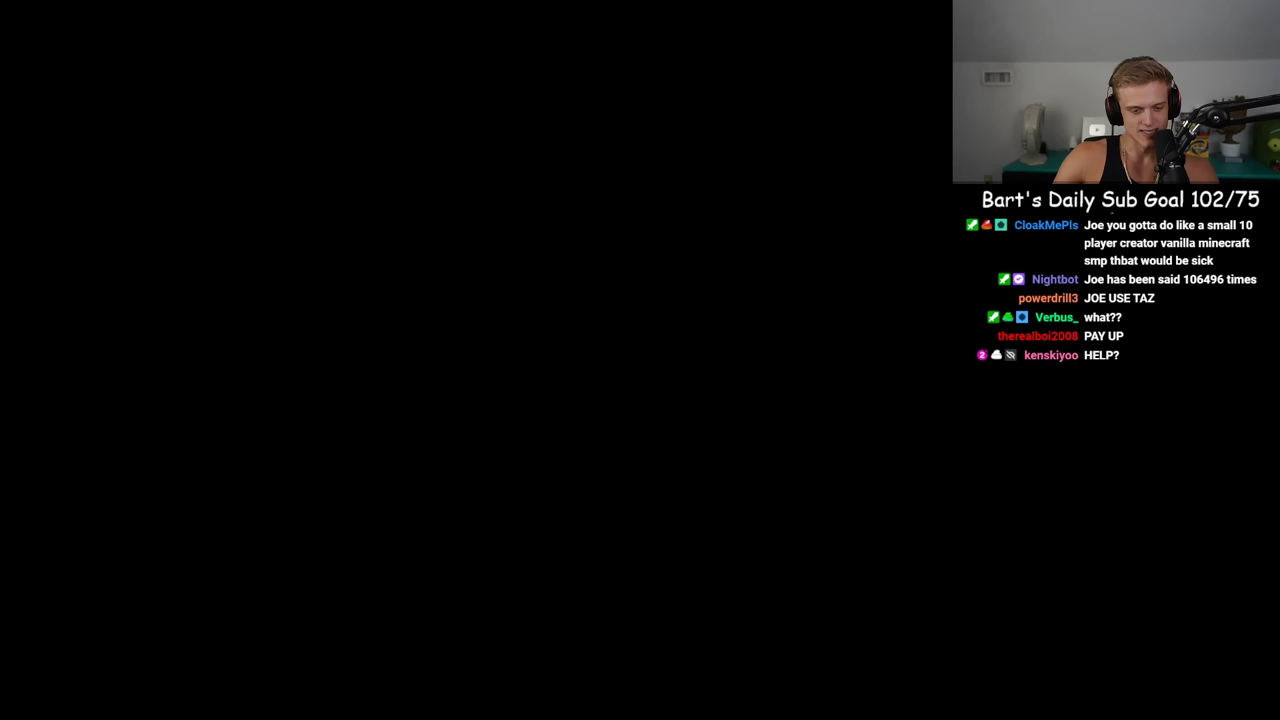 Bart's Daily Sub Goal 102/75
CloakMePls Joe you gotta do like a small 10
player creator vanilla minecraft
smp thbat would be sick
Nightbot Joe has been said 106496 times
powerdrill3 JOE USE TAZ
Verbus_ what??
therealboi2008 PAY UP
2 kenskiyoo HELP?